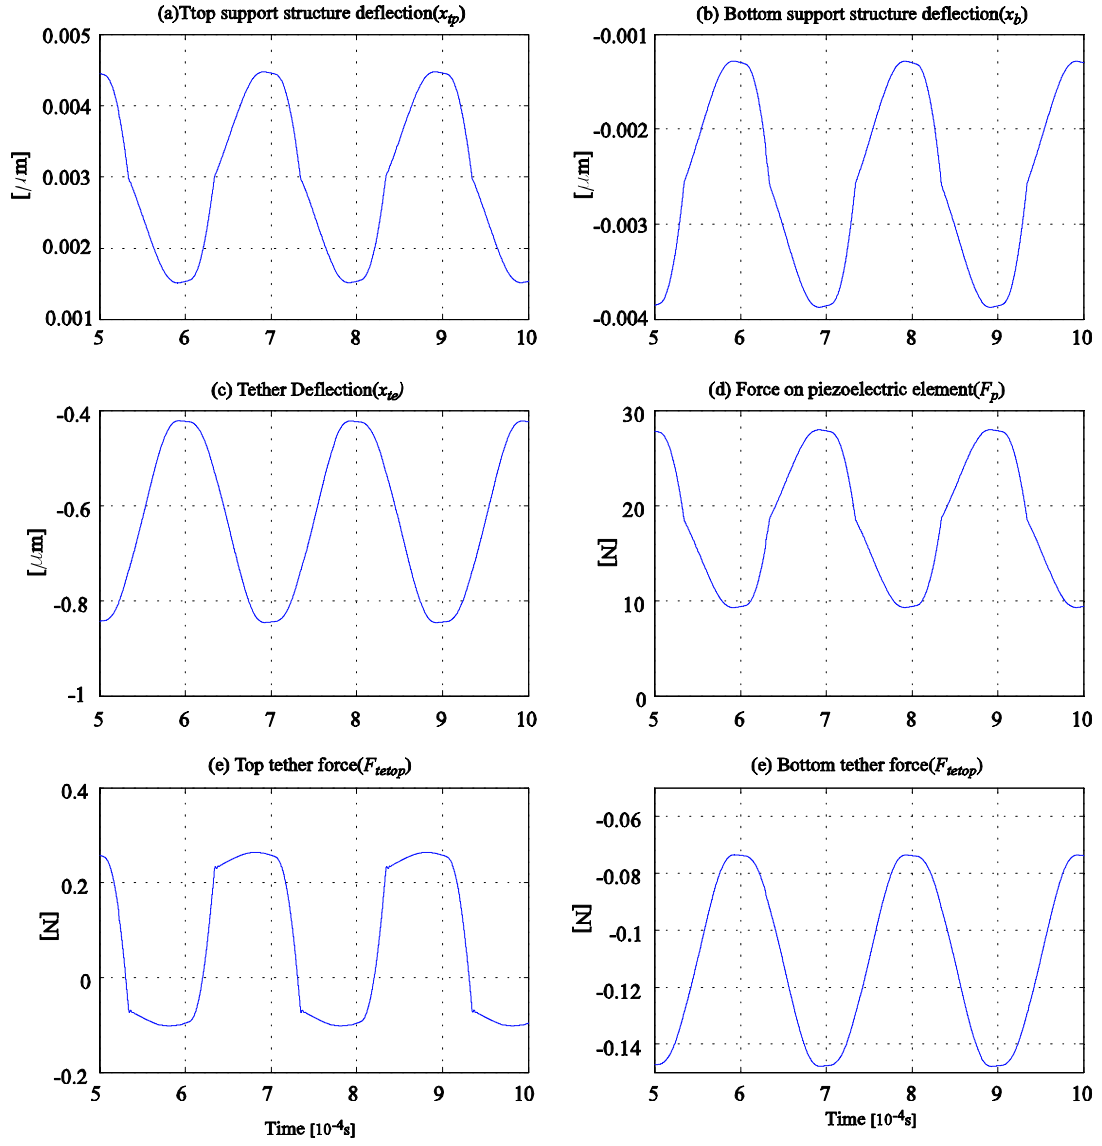 (a)Ttop support structure deflection(xtp)
0.005
0.004
0.003
0.002
0.001
[μm]
5 6 7 8 9 10
(b) Bottom support structure deflection(xb)
-0.001
-0.002
-0.003
-0.004
[μm]
5 6 7 8 9 10
(c) Tether Deflection(xte)
-0.4
-0.6
-0.8
-1
[μm]
5 6 7 8 9 10
(d) Force on piezoelectric element(Fp)
30
20
10
0
[N]
5 6 7 8 9 10
(e) Top tether force(Ftetop)
0.4
0.2
0
-0.2
[N]
5 6 7 8 9 10
Time [10-4s]
(e) Bottom tether force(Ftetop)
-0.06
-0.08
-0.1
-0.12
-0.14
[N]
5 6 7 8 9 10
Time [10-4s]